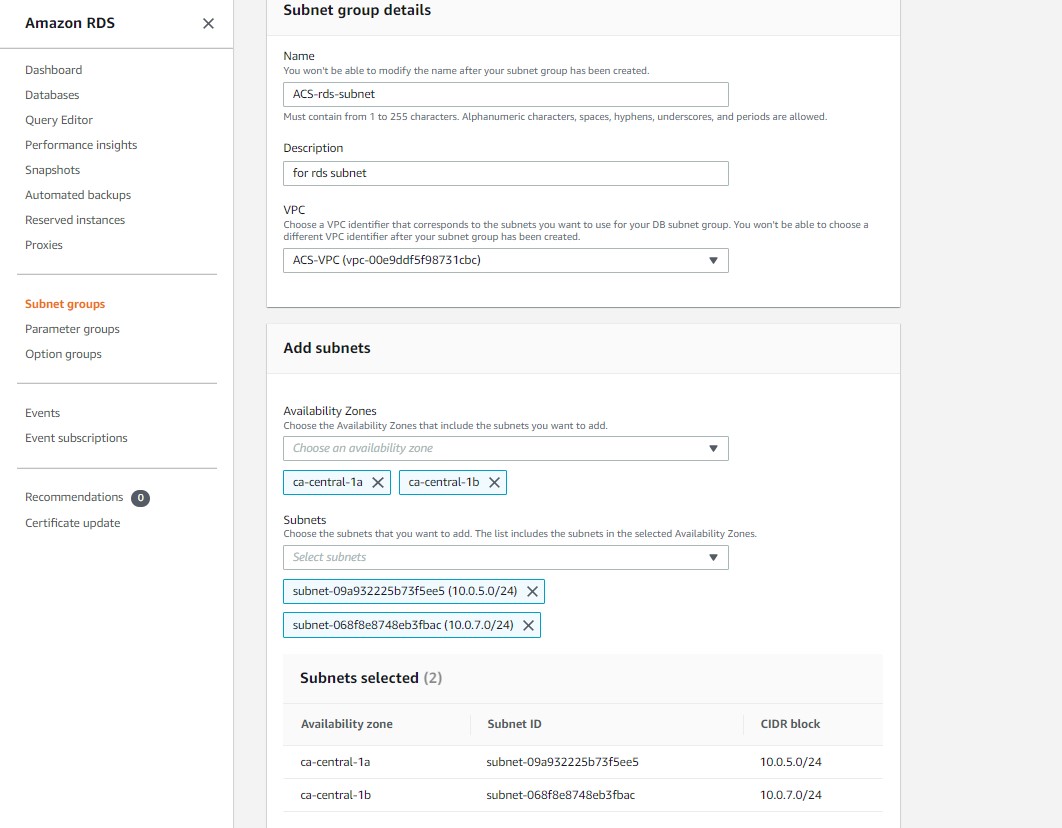 Amazon RDS
Dashboard
Databases
Query Editor
Performance insights
Snapshots
Automated backups
Reserved instances
Proxies
Subnet groups
Parameter groups
Option groups
Events
Event subscriptions
Recommendations 0
Certificate update
Subnet group details
Name
You won't be able to modify the name after your subnet group has been created.
ACS-rds-subnet
Must contain from 1 to 255 characters. Alphanumeric characters, spaces, hyphens, underscores, and periods are allowed.
Description
for rds subnet
VPC
Choose a VPC identifier that corresponds to the subnets you want to use for your DB subnet group. You won't be able to choose a
different VPC identifier after your subnet group has been created.
ACS-VPC (vpc-00e9ddf5f98731cbc)
Add subnets
Availability Zones
Choose the Availability Zones that include the subnets you want to add.
Choose an availability zone
ca-central-1a ca-central-1b
Subnets
Choose the subnets that you want to add. The list includes the subnets in the selected Availability Zones.
Select subnets
subnet-09a932225b73f5ee5 (10.0.5.0/24)
subnet-068f8e8748eb3fbac (10.0.7.0/24)
Subnets selected (2)
Availability zone Subnet ID CIDR block
ca-central-1a subnet-09a932225b73f5ee5 10.0.5.0/24
ca-central-1b subnet-068f8e8748eb3fbac 10.0.7.0/24